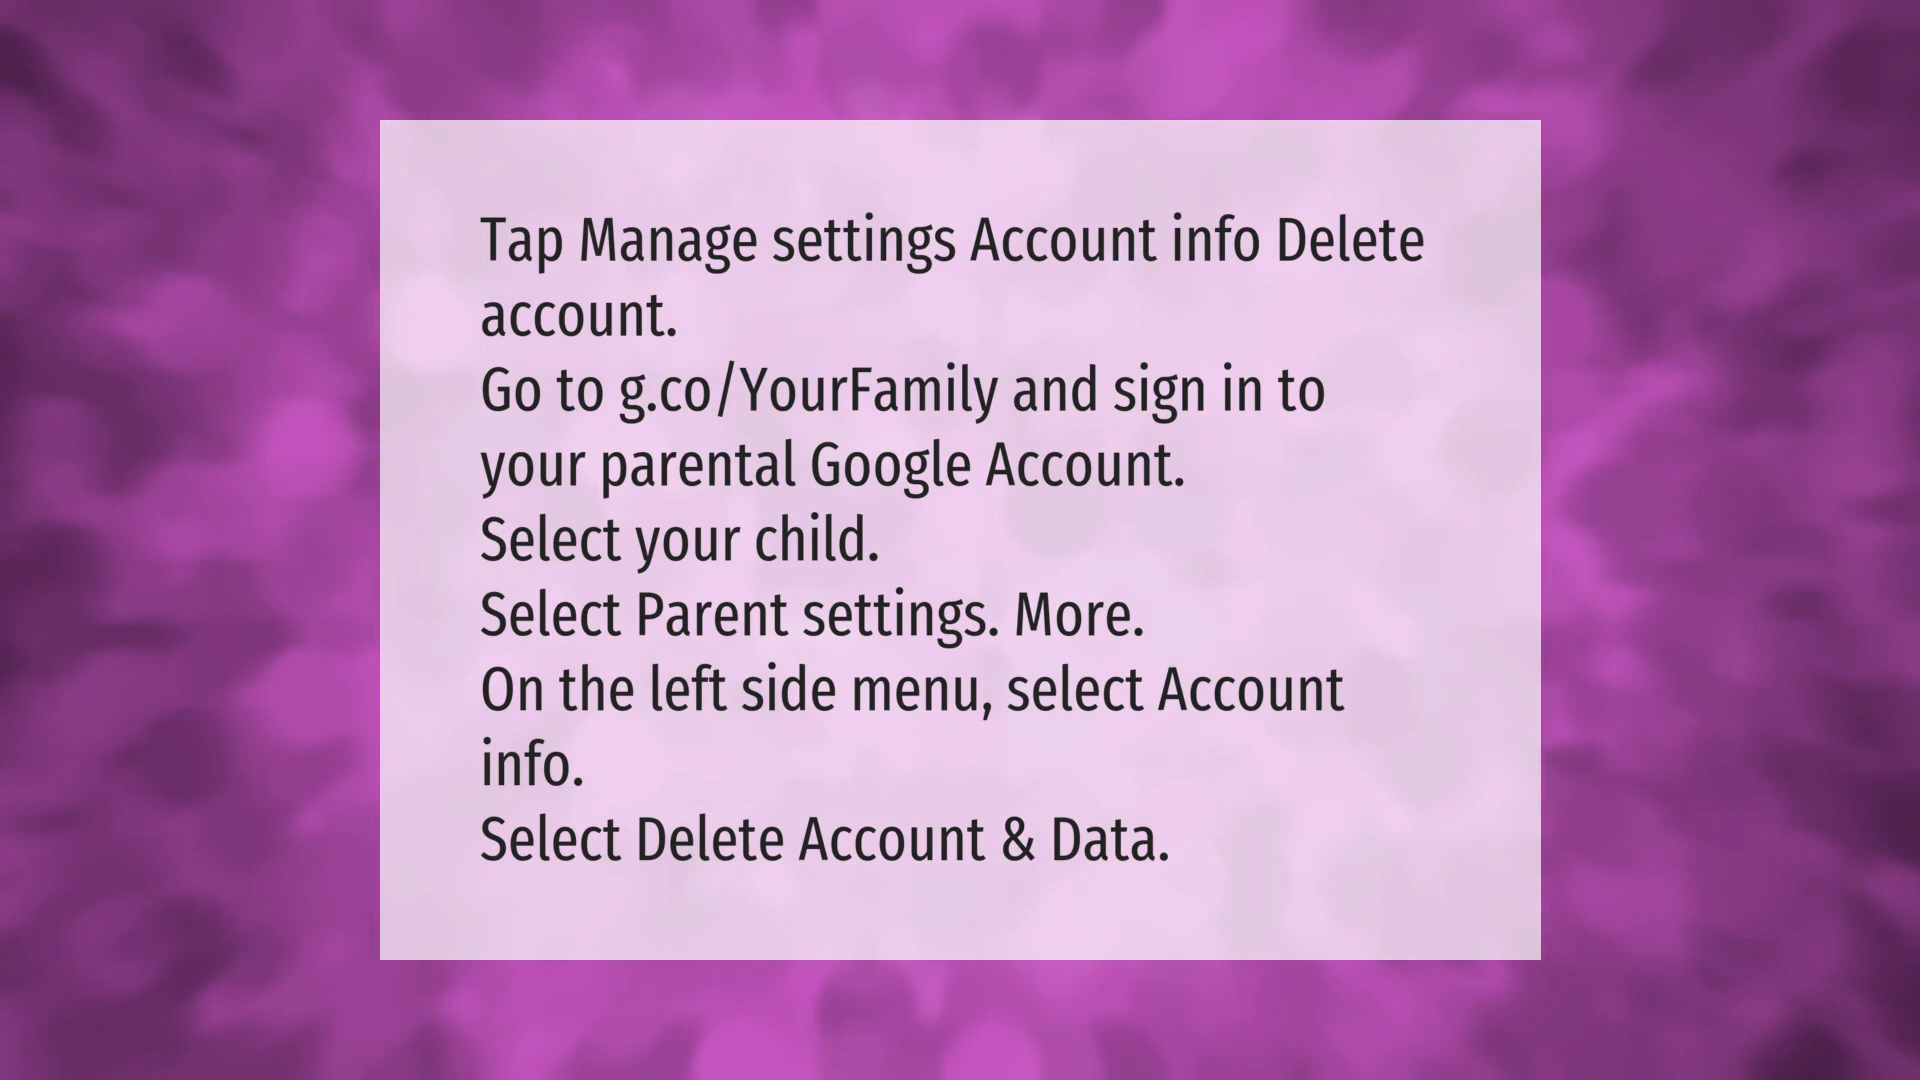 Tap Manage settings Account info Delete
account.
Go to g.co/YourFamily and sign in to
your parental Google Account.
Select your child.
Select Parent settings. More.
On the left side menu, select Account
info.
Select Delete Account & Data.